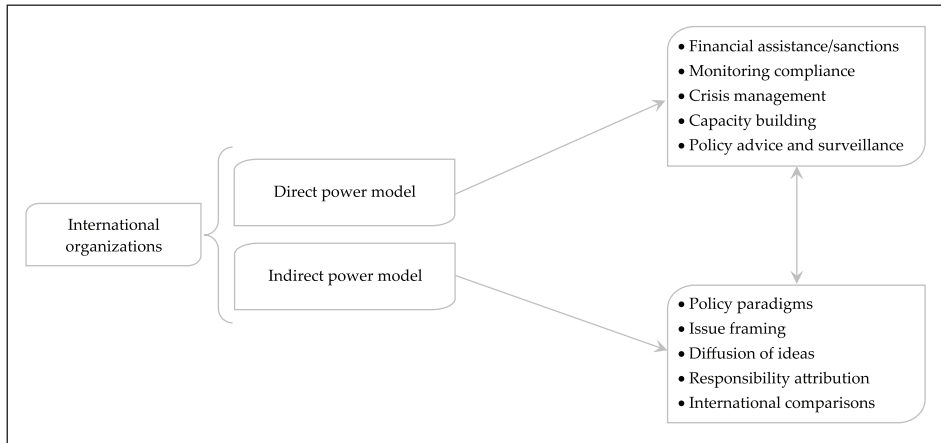 International
organizations
Direct power model
Indirect power model
• Financial assistance/sanctions
• Monitoring compliance
• Crisis management
• Capacity building
• Policy advice and surveillance
• Policy paradigms
• Issue framing
• Diffusion of ideas
• Responsibility attribution
• International comparisons